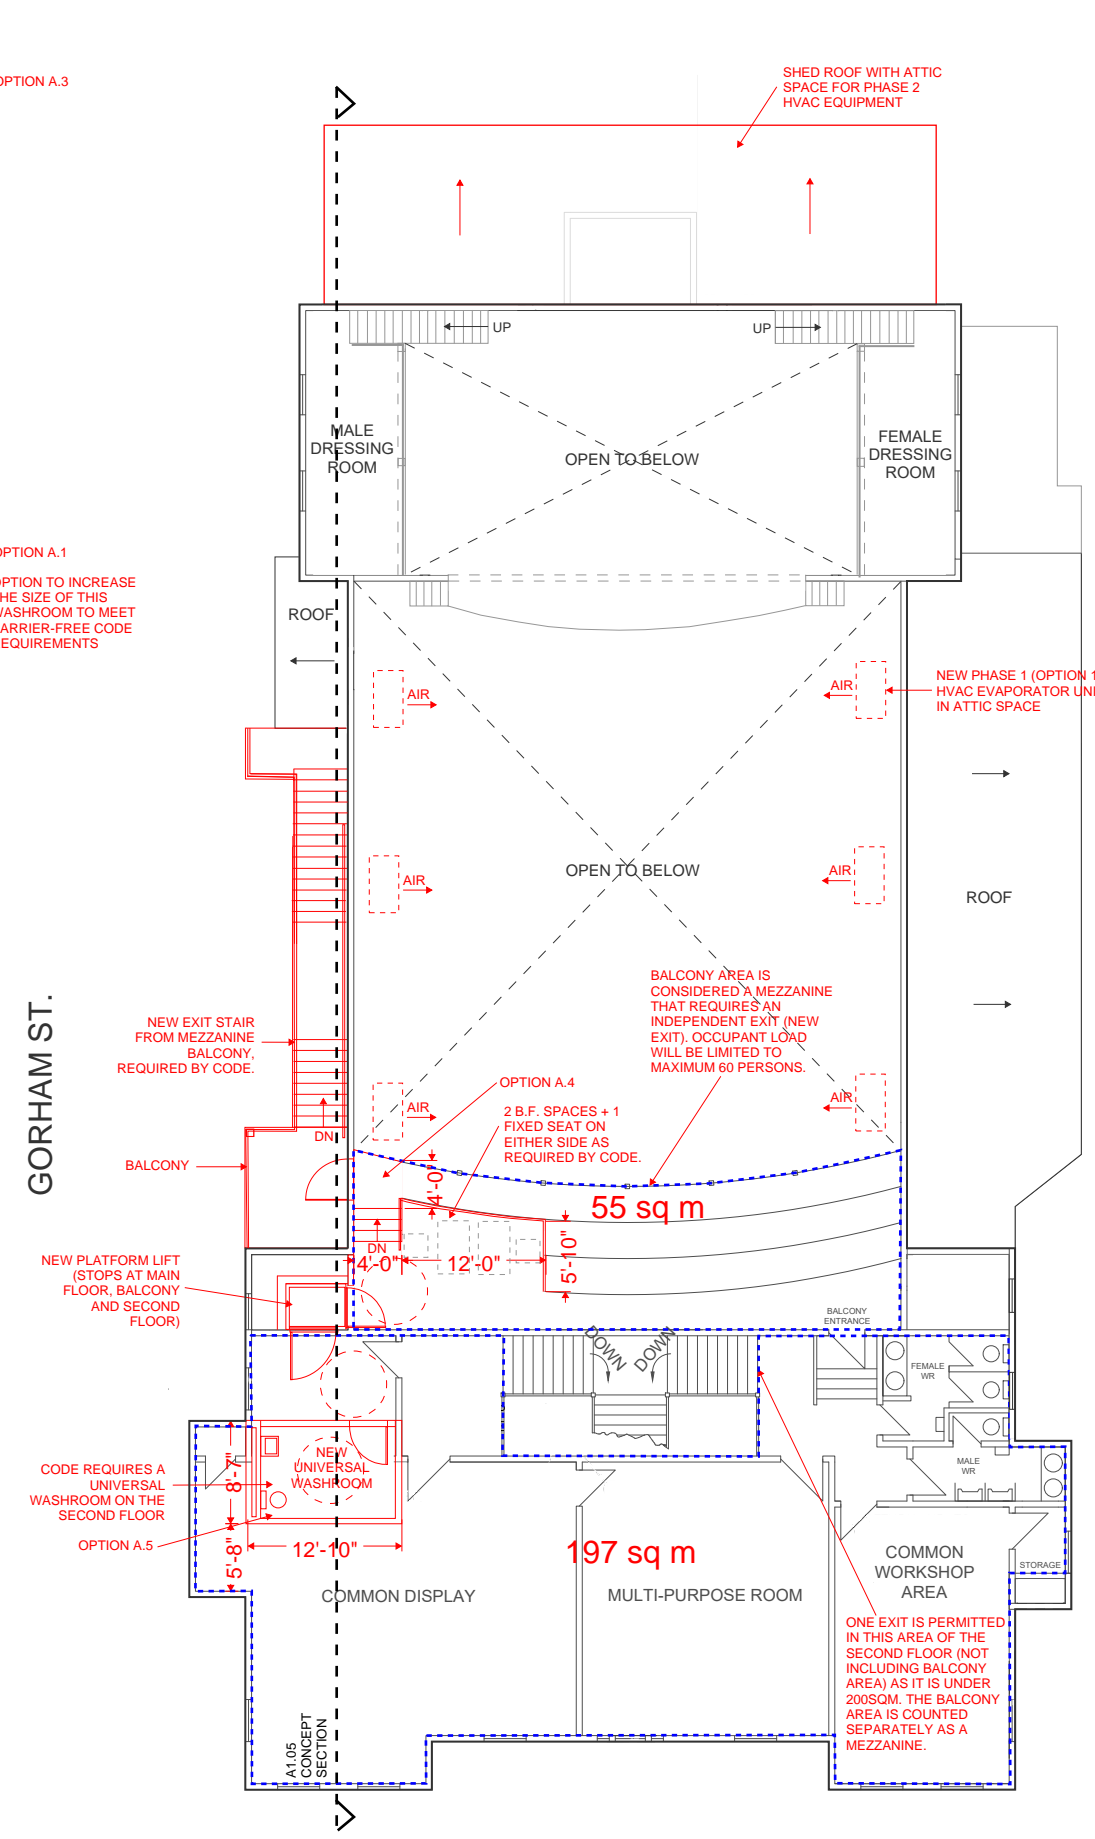 OPTION A.3
SHED ROOF WITH ATTIC
SPACE FOR PHASE 2
HVAC EQUIPMENT
UP
UP
MALE
DRESSING
ROOM
OPEN TO BELOW
FEMALE
DRESSING
ROOM
OPTION A.1
OPTION TO INCREASE
THE SIZE OF THIS
WASHROOM TO MEET
BARRIER-FREE CODE
REQUIREMENTS
ROOF
AIR
AIR
NEW PHASE 1 (OPTION 1
HVAC EVAPORATOR UNI
IN ATTIC SPACE
AIR
OPEN TO BELOW
AIR
ROOF
GORHAM ST.
NEW EXIT STAIR
FROM MEZZANINE
BALCONY,
REQUIRED BY CODE.
BALCONY AREA IS
CONSIDERED A MEZZANINE
THAT REQUIRES AN
INDEPENDENT EXIT (NEW
EXIT). OCCUPANT LOAD
WILL BE LIMITED TO
MAXIMUM 60 PERSONS.
OPTION A.4
AIR
AIR
2 B.F. SPACES + 1
FIXED SEAT ON
EITHER SIDE AS
REQUIRED BY CODE.
DN
BALCONY
4'-0"
55 sq m
DN
4'-0"
12'-0"
5'-10"
NEW PLATFORM LIFT
(STOPS AT MAIN
FLOOR, BALCONY
AND SECOND
FLOOR)
BALCONY
ENTRANCE
DOWN
DOWN
FEMALE
WR
MALE
WR
NEW
UNIVERSAL
WASHROOM
8'-7"
CODE REQUIRES A
UNIVERSAL
WASHROOM ON THE
SECOND FLOOR
OPTION A.5
5'-8"
12'-10"
197 sq m
COMMON DISPLAY
MULTI-PURPOSE ROOM
COMMON
WORKSHOP
AREA
STORAGE
ONE EXIT IS PERMITTED
IN THIS AREA OF THE
SECOND FLOOR (NOT
INCLUDING BALCONY
AREA) AS IT IS UNDER
200SQM. THE BALCONY
AREA IS COUNTED
SEPARATELY AS A
MEZZANINE.
A1.05
CONCEPT
SECTION